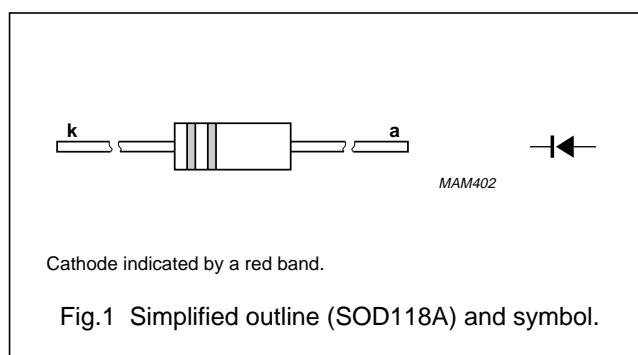 k
a
MAM402
Cathode indicated by a red band.
Fig.1 Simplified outline (SOD118A) and symbol.